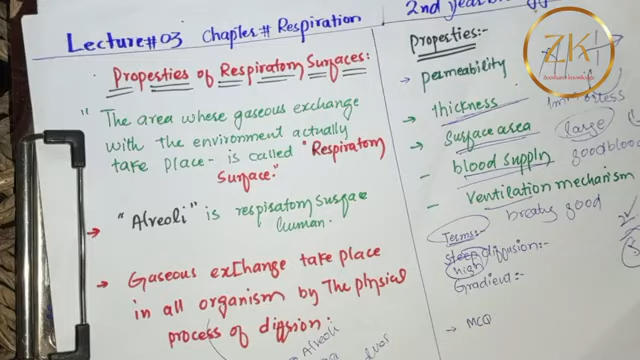 Lecture#03 Chapter# Respiration
2nd year
Properties of Respiratory Surfaces:
"The area where gaseous exchange
with the environment actually
take place - is called "Respiratory
Surface."
→ "Alveoli" is respiratory surface
human.
→ Gaseous exchange take place
in all organism by The physical
process of
Alveoli
Properties:-
→ permeability
→ thickness
→ surface area large
– blood supply good blood
– Ventilation mechanism
good
Terms:-
steep diffusion:-
high
Gradient:-
→ MCQ
ZK